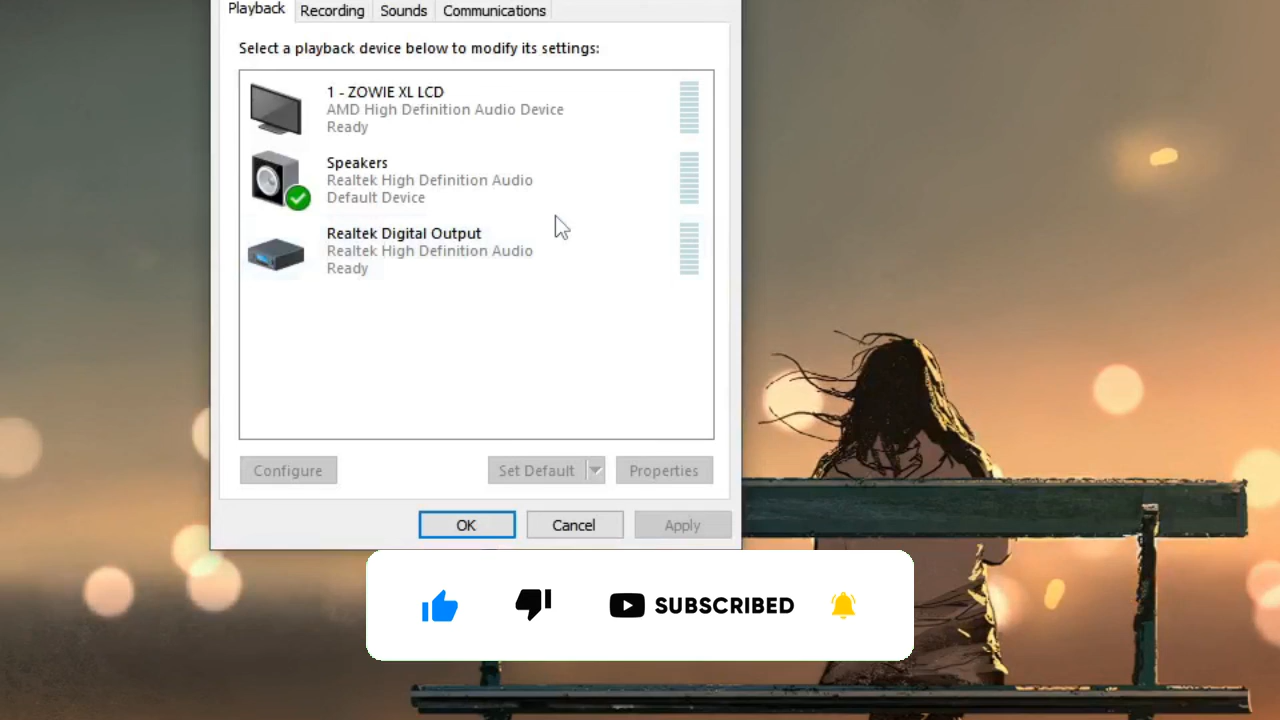 Playback
Recording
Sounds
Communications
Select a playback device below to modify its settings:
1 - ZOWIE XL LCD
AMD High Definition Audio Device
Ready
Speakers
Realtek High Definition Audio
Default Device
Realtek Digital Output
Realtek High Definition Audio
Ready
Configure
Set Default
Properties
OK
Cancel
Apply
SUBSCRIBED